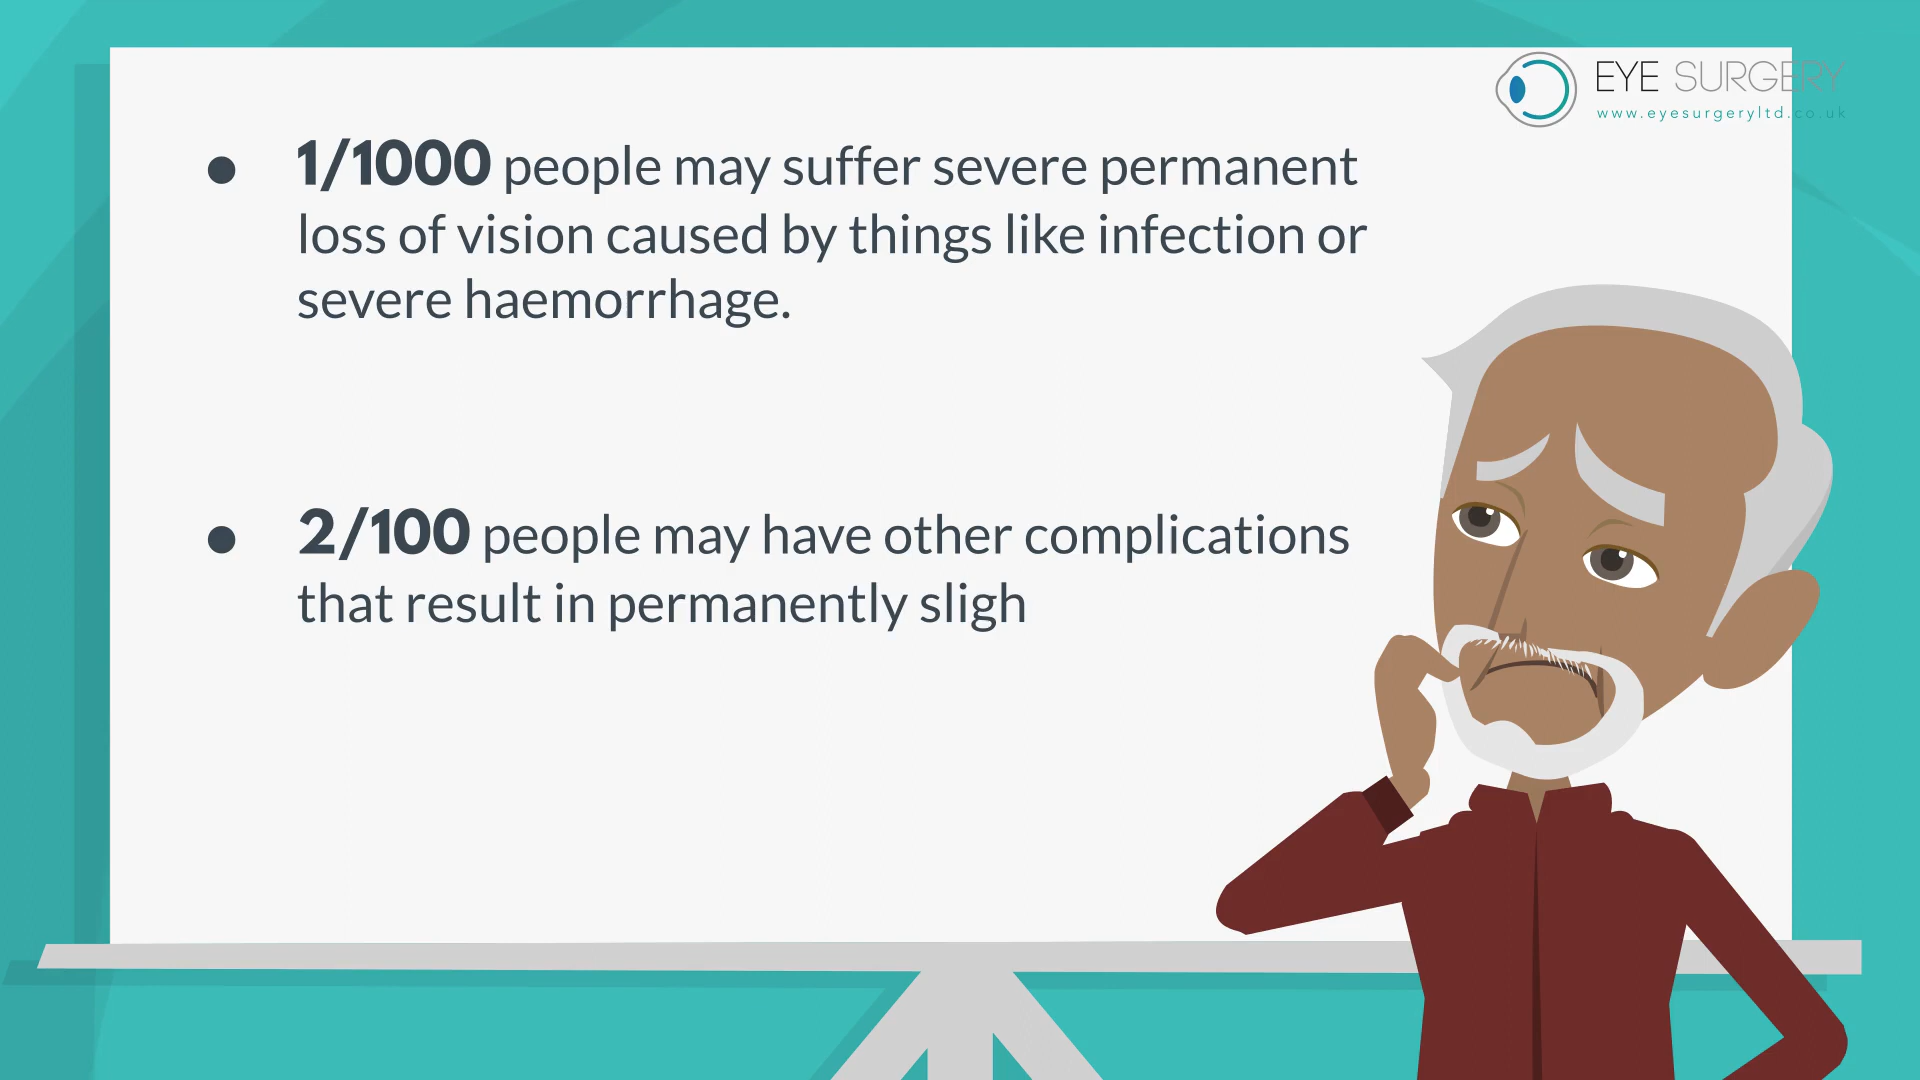 EYE SURGERY
www.eyesurgeryltd.co.uk
● 1/1000 people may suffer severe permanent
loss of vision caused by things like infection or
severe haemorrhage.
● 2/100 people may have other complications
that result in permanently sligh